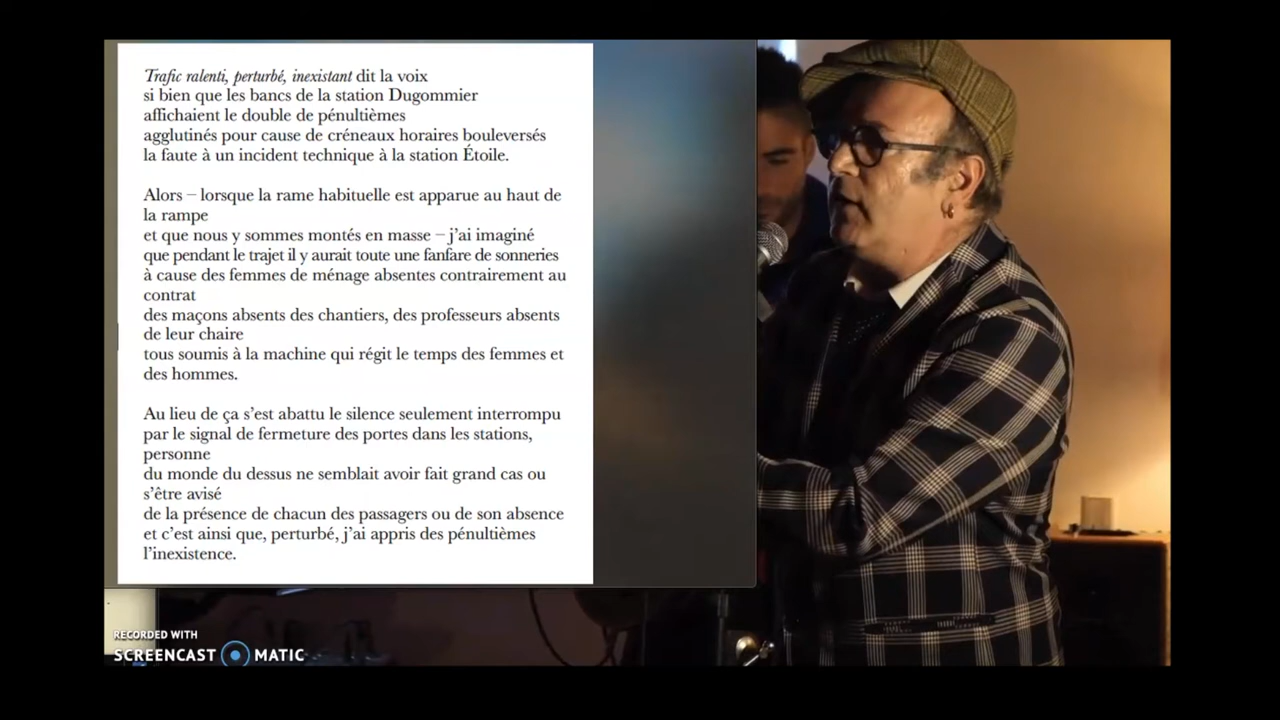 Trafic ralenti, perturbé, inexistant dit la voix
si bien que les bancs de la station Dugommier
affichaient le double de pénultièmes
agglutinés pour cause de créneaux horaires bouleversés
la faute à un incident technique à la station Étoile.
Alors – lorsque la rame habituelle est apparue au haut de
la rampe
et que nous y sommes montés en masse – j’ai imaginé
que pendant le trajet il y aurait toute une fanfare de sonneries
à cause des femmes de ménage absentes contrairement au
contrat
des maçons absents des chantiers, des professeurs absents
de leur chaire
tous soumis à la machine qui régit le temps des femmes et
des hommes.
Au lieu de ça s’est abattu le silence seulement interrompu
par le signal de fermeture des portes dans les stations,
personne
du monde du dessus ne semblait avoir fait grand cas ou
s’être avisé
de la présence de chacun des passagers ou de son absence
et c’est ainsi que, perturbé, j’ai appris des pénultièmes
l’inexistence.
RECORDED WITH
SCREENCAST MATIC